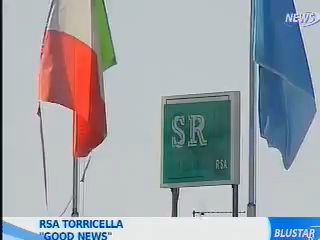 NEWS
SR
RSA
RSA TORRICELLA
"GOOD NEWS"
BLUSTAR